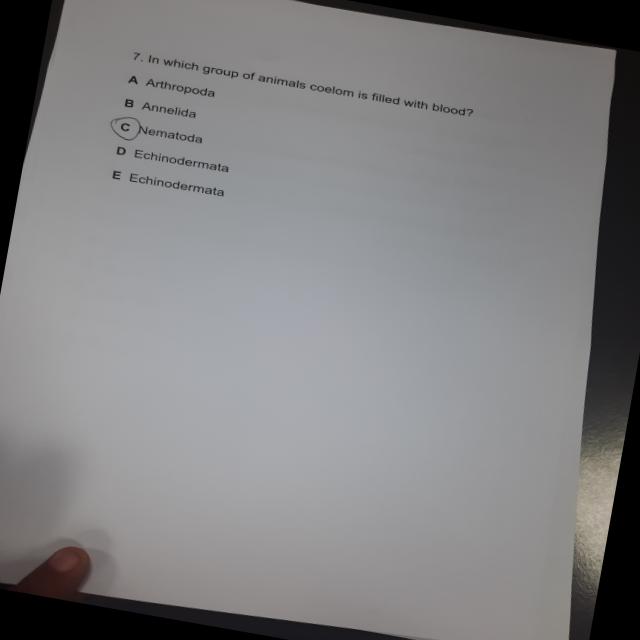 7. In which group of animals coelom is filled with blood?
A Arthropoda
B Annelida
C Nematoda
D Echinodermata
E Echinodermata